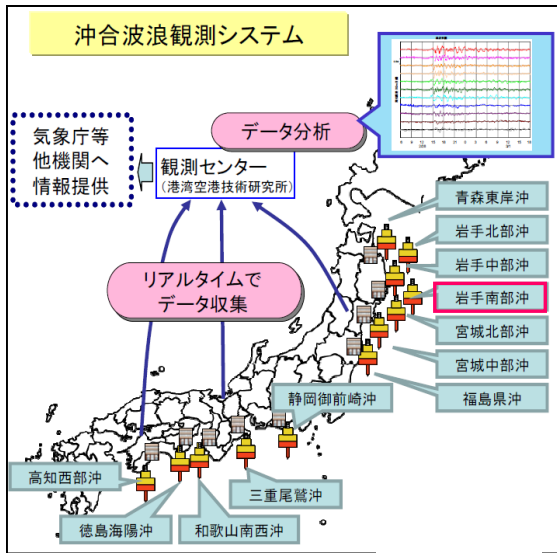 沖合波浪観測システム
データ分析
気象庁等
他機関へ
情報提供
観測センター
(港湾空港技術研究所)
リアルタイムで
データ収集
青森東岸沖
岩手北部沖
岩手中部沖
岩手南部沖
宮城北部沖
宮城中部沖
福島県沖
静岡御前崎沖
三重尾鷲沖
和歌山南西沖
徳島海陽沖
高知西部沖